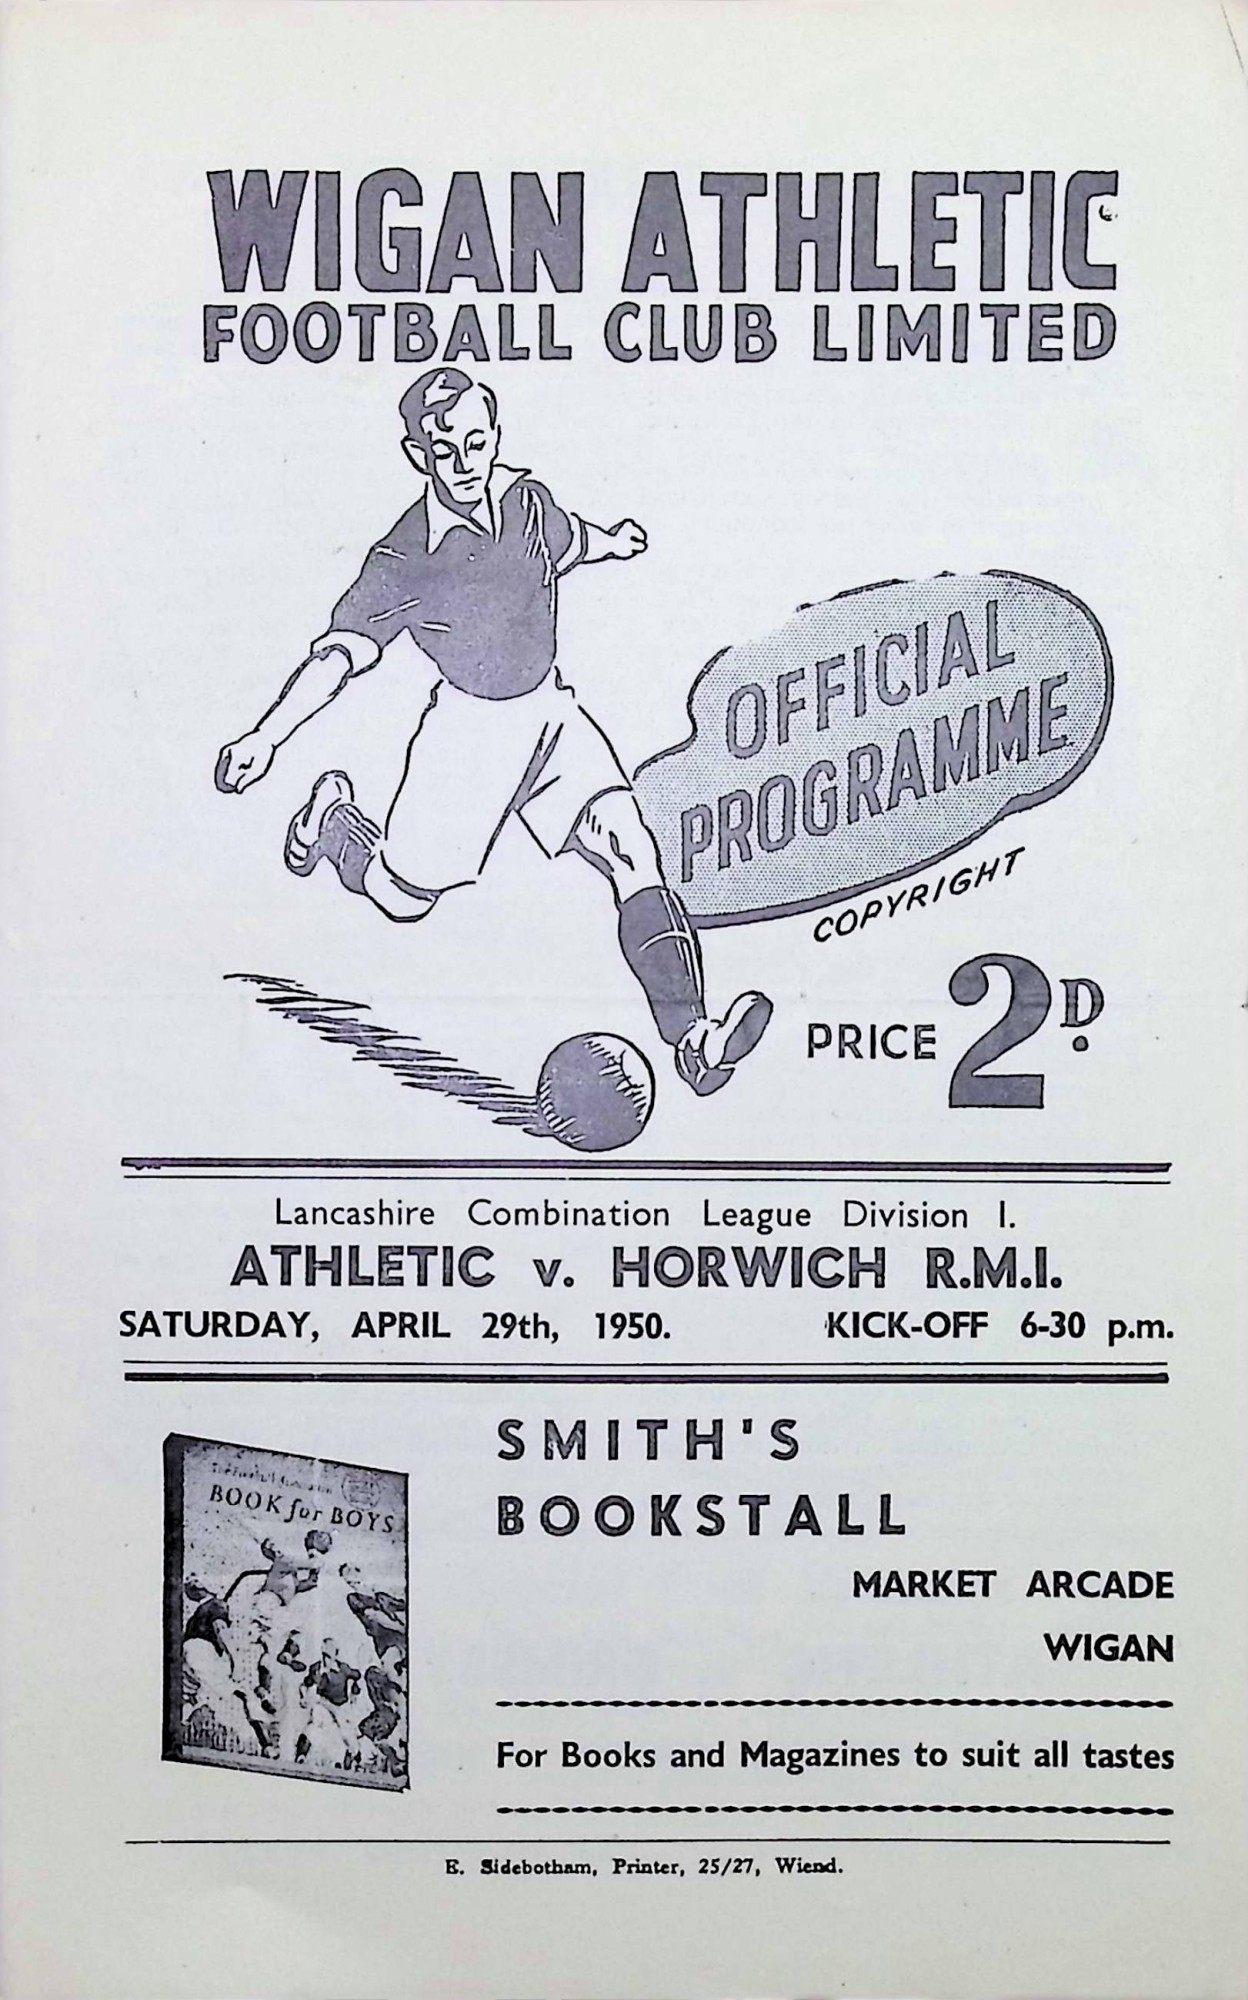 WIGAN ATHLETIC
FOOTBALL CLUB LIMITED
OFFICIAL
PROGRAMME
COPYRIGHT
PRICE 2D.
Lancashire Combination League Division I.
ATHLETIC v. HORWICH R.M.I.
SATURDAY, APRIL 29th, 1950. KICK-OFF 6-30 p.m.
SMITH'S
BOOKSTALL
MARKET ARCADE
WIGAN
BOOK for BOYS
For Books and Magazines to suit all tastes
E. Sidebotham, Printer, 25/27, Wiend.